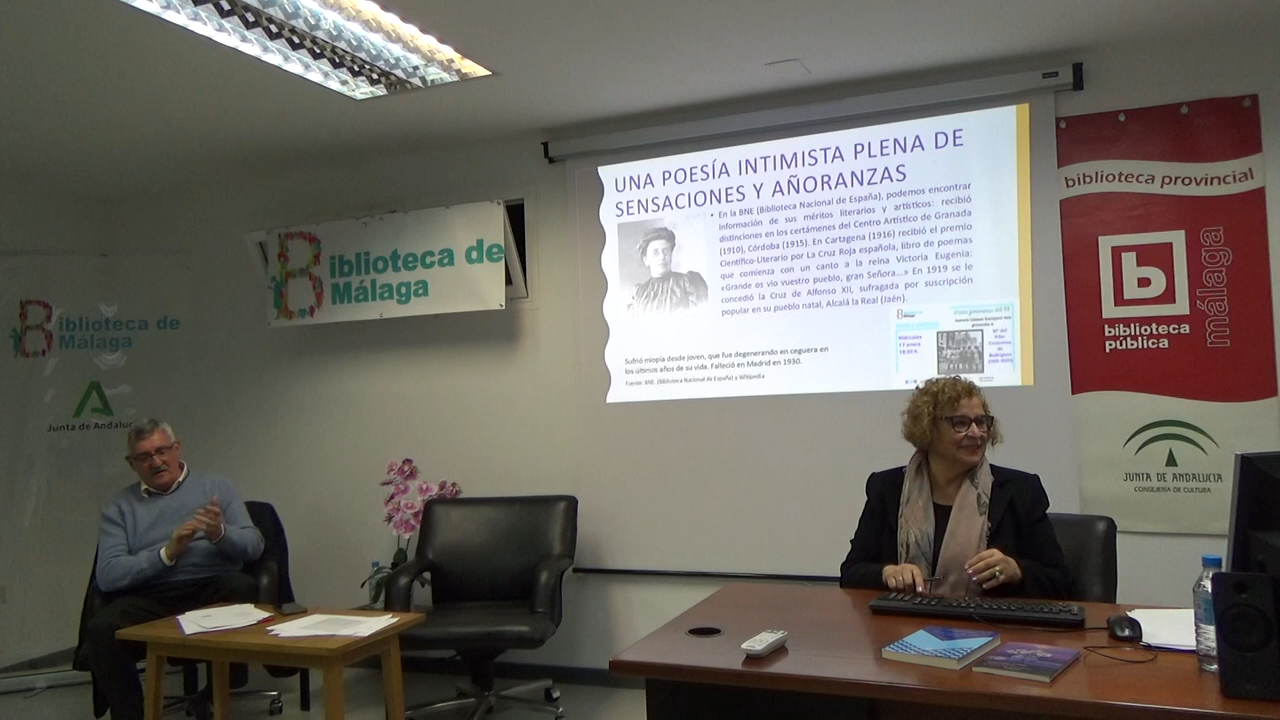 UNA POESÍA INTIMISTA PLENA DE
SENSACIONES Y AÑORANZAS
• En la BNE (Biblioteca Nacional de España), podemos encontrar
información de sus méritos literarios y artísticos: recibió
distinciones en los certámenes del Centro Artístico de Granada
(1910), Córdoba (1915). En Cartagena (1916) recibió el premio
Científico-Literario por La Cruz Roja española, libro de poemas
que comienza con un canto a la reina Victoria Eugenia:
«Grande os vio vuestro pueblo, gran Señora...» En 1919 se le
concedió la Cruz de Alfonso XII, sufragada por suscripción
popular en su pueblo natal, Alcalá la Real (Jaén).
Sufrió miopía desde joven, que fue degenerando en ceguera en
los últimos años de su vida. Falleció en Madrid en 1930.
Fuente: BNE. (Biblioteca Nacional de España) y Wikipedia
Miércoles
17 enero
18:30 h.
Biblioteca de
Málaga
Biblioteca de
Málaga
Junta de Andaluc
biblioteca provincial
b
biblioteca
pública
málaga
JUNTA DE ANDALUCIA
CONSEJERÍA DE CULTURA